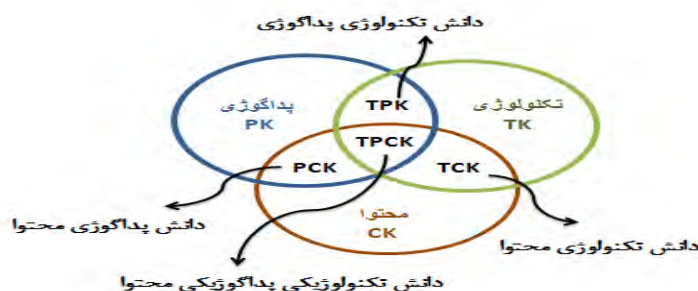 دانش تکنولوژی پداگوژی
پداگوژی
PK
TPK
تکنولوژی
TK
TPCK
PCK
TCK
محتوا
CK
دانش پداگوژی محتوا
دانش تکنولوژی محتوا
دانش تکنولوژیکی پداگوژیکی محتوا